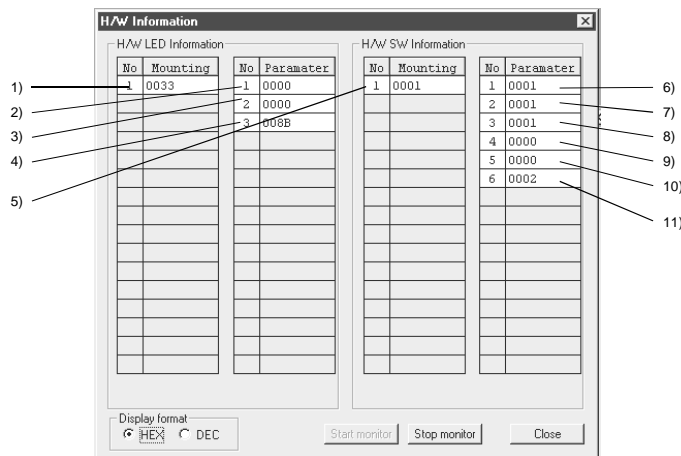 H/W Information
H/W LED Information
H/W SW Information
No Mounting
No Paramater
No Mounting
No Paramater
1 0033
1 0000
2 0000
3 008B
1 0001
1 0001
2 0001
3 0001
4 0000
5 0000
6 0002
1)
2)
3)
4)
5)
6)
7)
8)
9)
10)
11)
Display format
HEX DEC
Start monitor
Stop monitor
Close